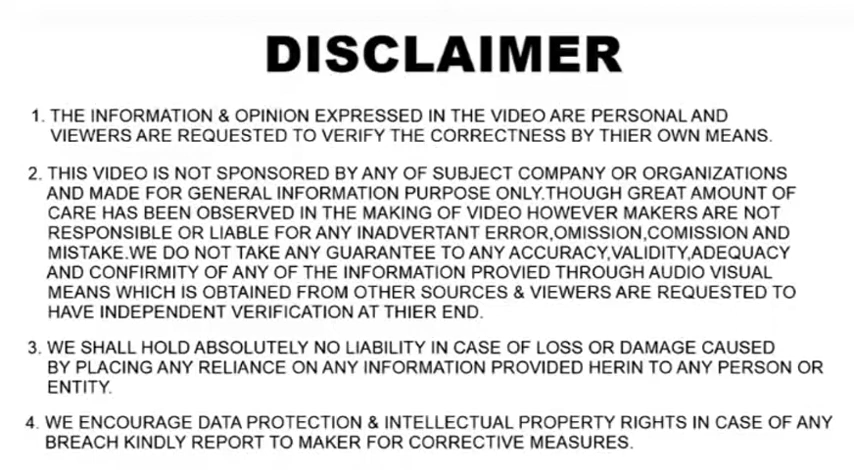 DISCLAIMER
1. THE INFORMATION & OPINION EXPRESSED IN THE VIDEO ARE PERSONAL AND
VIEWERS ARE REQUESTED TO VERIFY THE CORRECTNESS BY THIER OWN MEANS.
2. THIS VIDEO IS NOT SPONSORED BY ANY OF SUBJECT COMPANY OR ORGANIZATIONS
AND MADE FOR GENERAL INFORMATION PURPOSE ONLY.THOUGH GREAT AMOUNT OF
CARE HAS BEEN OBSERVED IN THE MAKING OF VIDEO HOWEVER MAKERS ARE NOT
RESPONSIBLE OR LIABLE FOR ANY INADVERTANT ERROR,OMISSION,COMISSION AND
MISTAKE.WE DO NOT TAKE ANY GUARANTEE TO ANY ACCURACY,VALIDITY,ADEQUACY
AND CONFIRMITY OF ANY OF THE INFORMATION PROVIED THROUGH AUDIO VISUAL
MEANS WHICH IS OBTAINED FROM OTHER SOURCES & VIEWERS ARE REQUESTED TO
HAVE INDEPENDENT VERIFICATION AT THIER END.
3. WE SHALL HOLD ABSOLUTELY NO LIABILITY IN CASE OF LOSS OR DAMAGE CAUSED
BY PLACING ANY RELIANCE ON ANY INFORMATION PROVIDED HERIN TO ANY PERSON OR
ENTITY.
4. WE ENCOURAGE DATA PROTECTION & INTELLECTUAL PROPERTY RIGHTS IN CASE OF ANY
BREACH KINDLY REPORT TO MAKER FOR CORRECTIVE MEASURES.